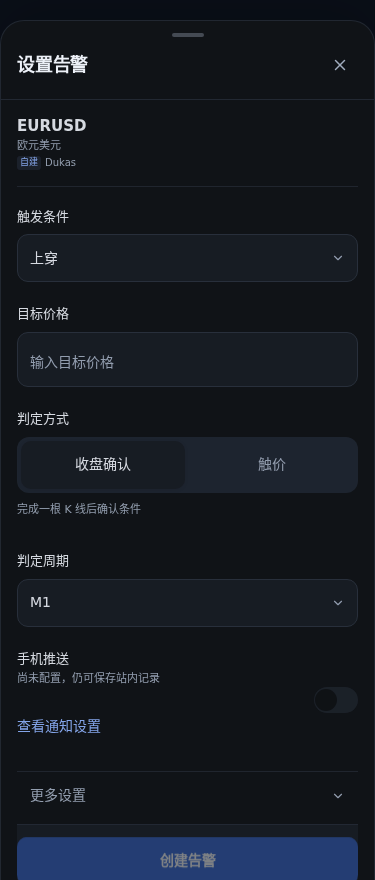 设置告警
EURUSD
欧元美元
自建 Dukas
触发条件
上穿
目标价格
输入目标价格
判定方式
收盘确认 触价
完成一根 K 线后确认条件
判定周期
M1
手机推送
尚未配置，仍可保存站内记录
查看通知设置
更多设置
创建告警